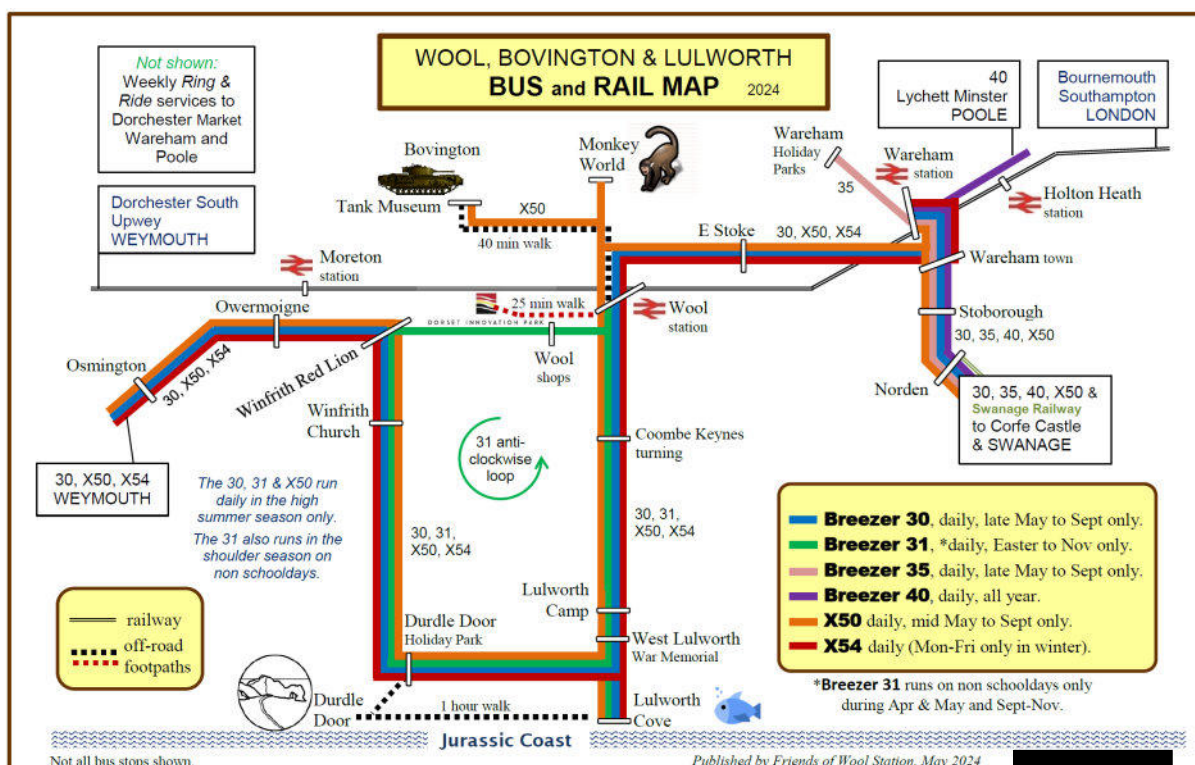 WOOL, BOVINGTON & LULWORTH
BUS and RAIL MAP 2024
Not shown:
Weekly Ring &
Ride services to
Dorchester Market
Wareham and
Poole
Dorchester South
Upwey
WEYMOUTH
40
Lychett Minster
POOLE
Bournemouth
Southampton
LONDON
Bovington
Tank Museum
Monkey
World
X50
40 min walk
Wareham
Holiday
Parks
35
Wareham
station
Holton Heath
station
E Stoke
30, X50, X54
Wareham town
Moreton
station
25 min walk
DORSET INNOVATION PARK
Wool
station
Wool
shops
Stoborough
30, 35, 40, X50
Norden
30, 35, 40, X50 &
Swanage Railway
to Corfe Castle
& SWANAGE
Owermoigne
Osmington
30, X50, X54
Winfrith Red Lion
Winfrith
Church
31 anti-
clockwise
loop
Coombe Keynes
turning
30, X50, X54
WEYMOUTH
The 30, 31 & X50 run
daily in the high
summer season only.
The 31 also runs in the
shoulder season on
non schooldays.
30, 31,
X50, X54
30, 31,
X50, X54
Breezer 30, daily, late May to Sept only.
Breezer 31, *daily, Easter to Nov only.
Breezer 35, daily, late May to Sept only.
Breezer 40, daily, all year.
X50 daily, mid May to Sept only.
X54 daily (Mon-Fri only in winter).
*Breezer 31 runs on non schooldays only
during Apr & May and Sept-Nov.
railway
off-road
footpaths
Lulworth
Camp
Durdle Door
Holiday Park
West Lulworth
War Memorial
Durdle
Door
1 hour walk
Lulworth
Cove
Jurassic Coast
Not all bus stops shown
Published by Friends of Wool Station, May 2024